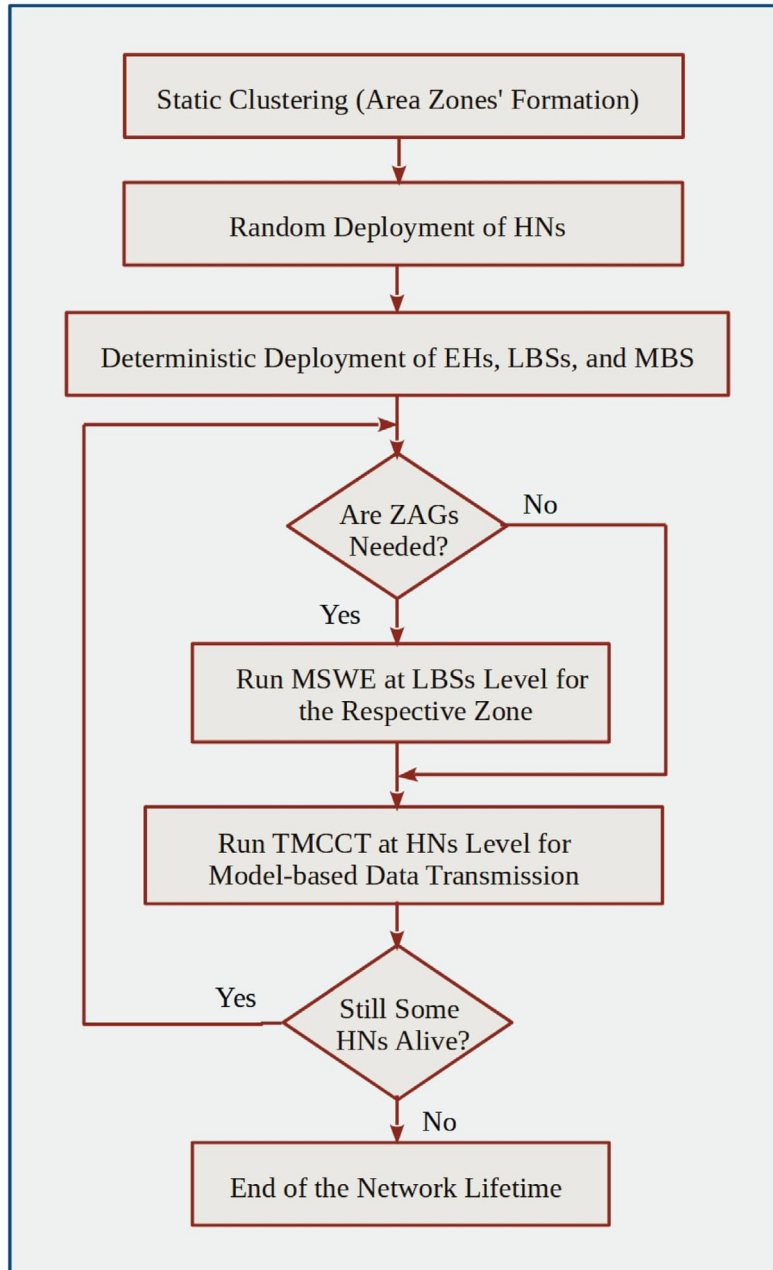 Static Clustering (Area Zones' Formation)
Random Deployment of HNs
Deterministic Deployment of EHs, LBSs, and MBS
Are ZAGs
Needed?
No
Yes
Run MSWE at LBSs Level for
the Respective Zone
Run TMCCT at HNs Level for
Model-based Data Transmission
Yes
Still Some
HNs Alive?
No
End of the Network Lifetime